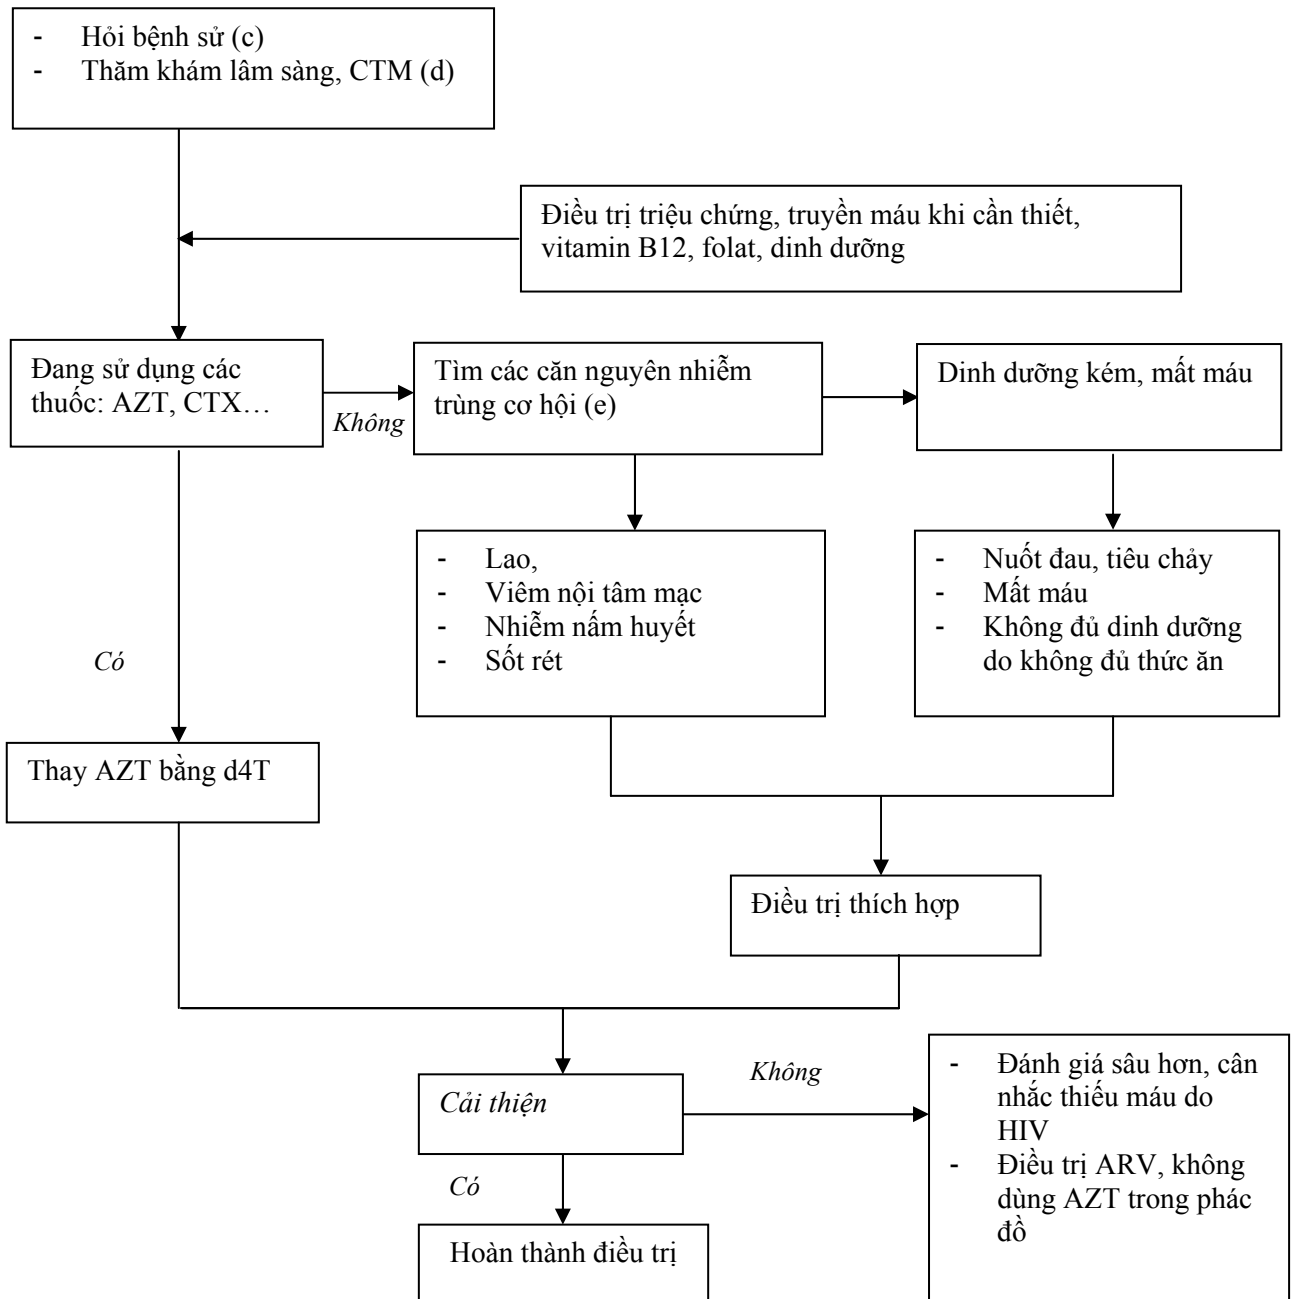 - Hỏi bệnh sử (c)
- Thăm khám lâm sàng, CTM (d)
Điều trị triệu chứng, truyền máu khi cần thiết,
vitamin B12, folat, dinh dưỡng
Đang sử dụng các
thuốc: AZT, CTX…
Không
Tìm các căn nguyên nhiễm
trùng cơ hội (e)
Dinh dưỡng kém, mất máu
- Lao,
- Viêm nội tâm mạc
- Nhiễm nấm huyết
- Sốt rét
- Nuốt đau, tiêu chảy
- Mất máu
- Không đủ dinh dưỡng
do không đủ thức ăn
Có
Thay AZT bằng d4T
Điều trị thích hợp
Cải thiện
Không
- Đánh giá sâu hơn, cân
nhắc thiếu máu do
HIV
- Điều trị ARV, không
dùng AZT trong phác
đồ
Có
Hoàn thành điều trị